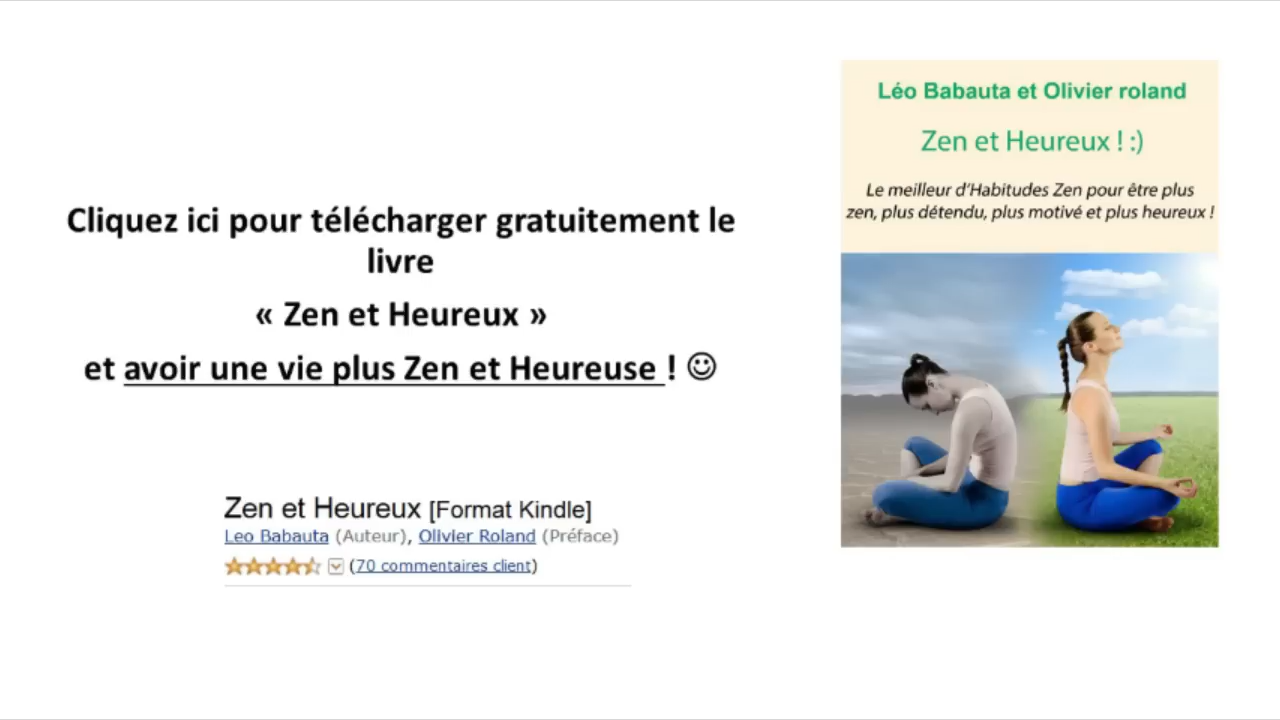 Cliquez ici pour télécharger gratuitement le
livre
« Zen et Heureux »
et avoir une vie plus Zen et Heureuse ! ☺
Zen et Heureux [Format Kindle]
Leo Babauta (Auteur), Olivier Roland (Préface)
(70 commentaires client)
Léo Babauta et Olivier roland
Zen et Heureux ! :)
Le meilleur d'Habitudes Zen pour être plus
zen, plus détendu, plus motivé et plus heureux !